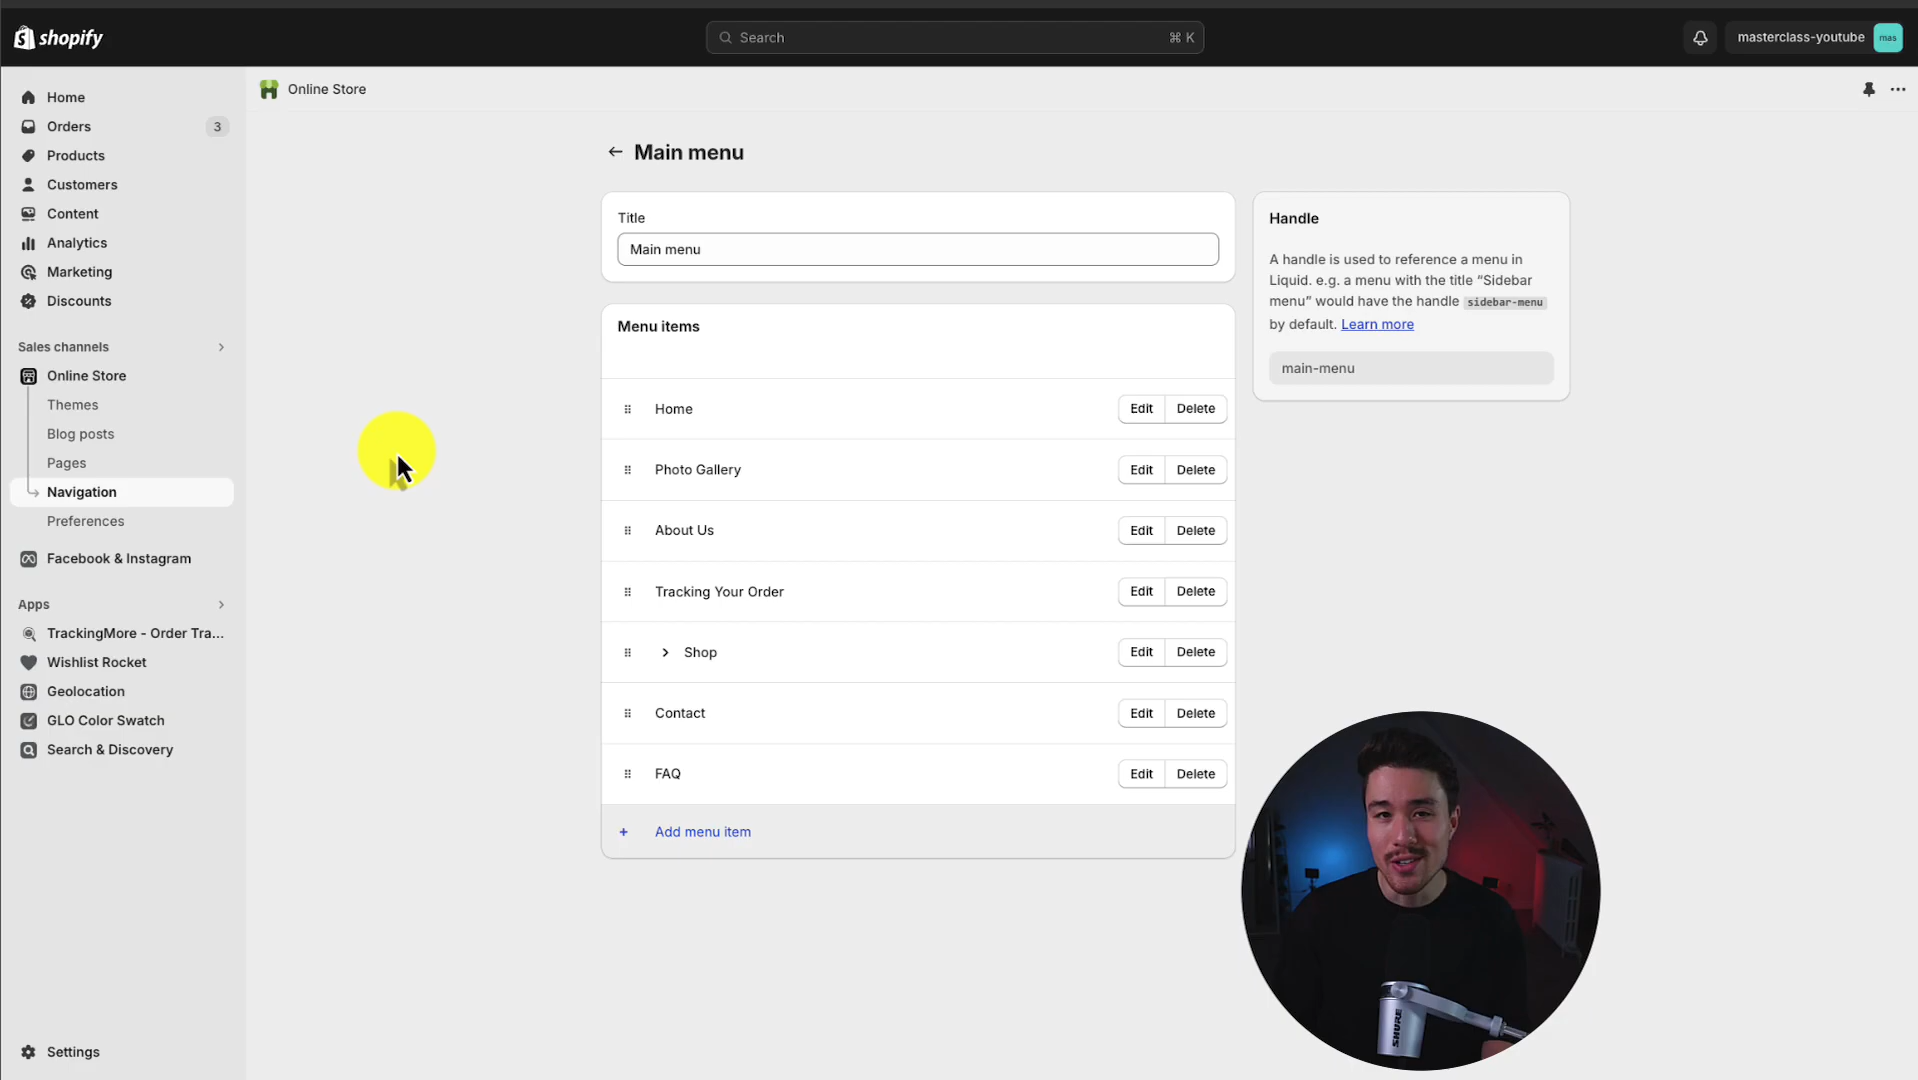 shopify
Search
⌘ K
masterclass-youtube
mas
Home
Orders
3
Products
Customers
Content
Analytics
Marketing
Discounts
Sales channels
Online Store
Themes
Blog posts
Pages
Navigation
Preferences
Facebook & Instagram
Apps
TrackingMore - Order Tra...
Wishlist Rocket
Geolocation
GLO Color Swatch
Search & Discovery
Settings
Online Store
Main menu
Title
Main menu
Menu items
Home
Edit
Delete
Photo Gallery
Edit
Delete
About Us
Edit
Delete
Tracking Your Order
Edit
Delete
Shop
Edit
Delete
Contact
Edit
Delete
FAQ
Edit
Delete
+ Add menu item
Handle
A handle is used to reference a menu in
Liquid. e.g. a menu with the title “Sidebar
menu” would have the handle sidebar-menu
by default. Learn more
main-menu
SHURE